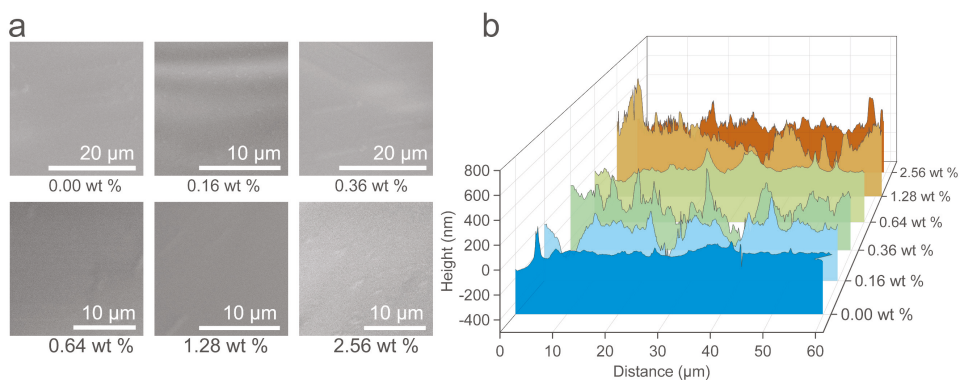 a
20 µm
10 µm
20 µm
0.00 wt %
0.16 wt %
0.36 wt %
10 µm
10 µm
10 µm
0.64 wt %
1.28 wt %
2.56 wt %
b
Height (nm)
800
600
400
200
0
-200
-400
0
10
20
30
40
50
60
Distance (µm)
2.56 wt %
1.28 wt %
0.64 wt %
0.36 wt %
0.16 wt %
0.00 wt %